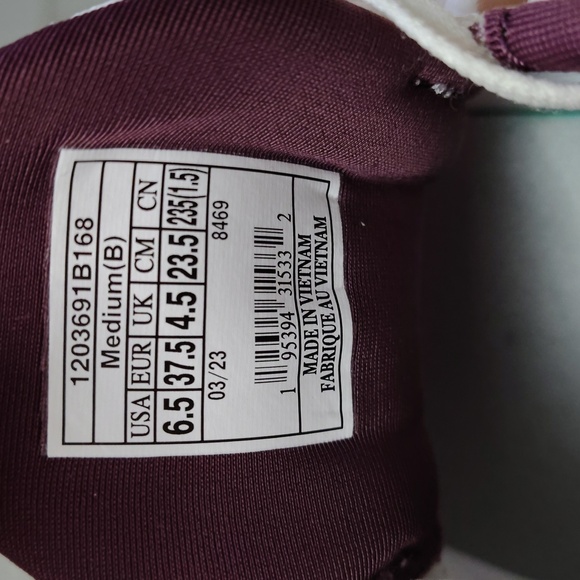 1203691B168
Medium(B)
USA EUR UK CM CN
6.5 37.5 4.5 23.5 235(1.5)
03/23 8469
1 95394 31533 2
MADE IN VIETNAM
FABRIQUE AU VIETNAM